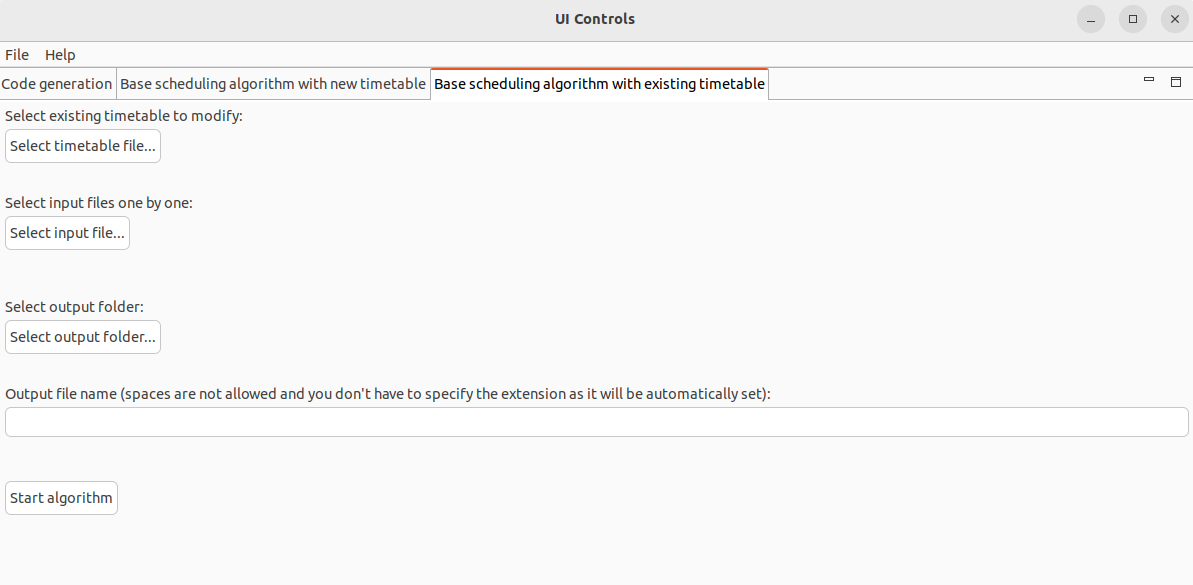 UI Controls
File Help
Code generation Base scheduling algorithm with new timetable Base scheduling algorithm with existing timetable
Select existing timetable to modify:
Select timetable file...
Select input files one by one:
Select input file...
Select output folder:
Select output folder...
Output file name (spaces are not allowed and you don't have to specify the extension as it will be automatically set):
Start algorithm